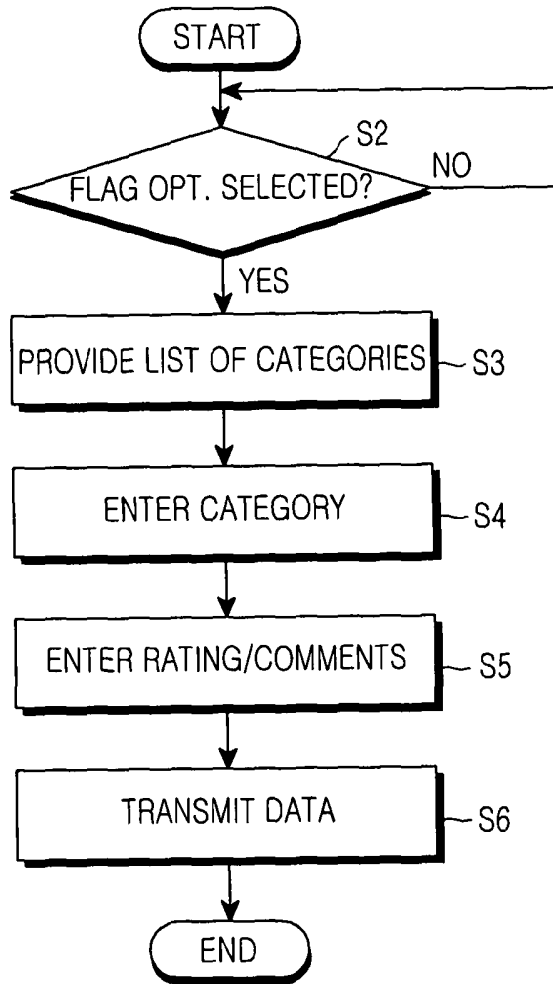 START
S2
FLAG OPT. SELECTED?
NO
YES
PROVIDE LIST OF CATEGORIES
S3
ENTER CATEGORY
S4
ENTER RATING/COMMENTS
S5
TRANSMIT DATA
S6
END